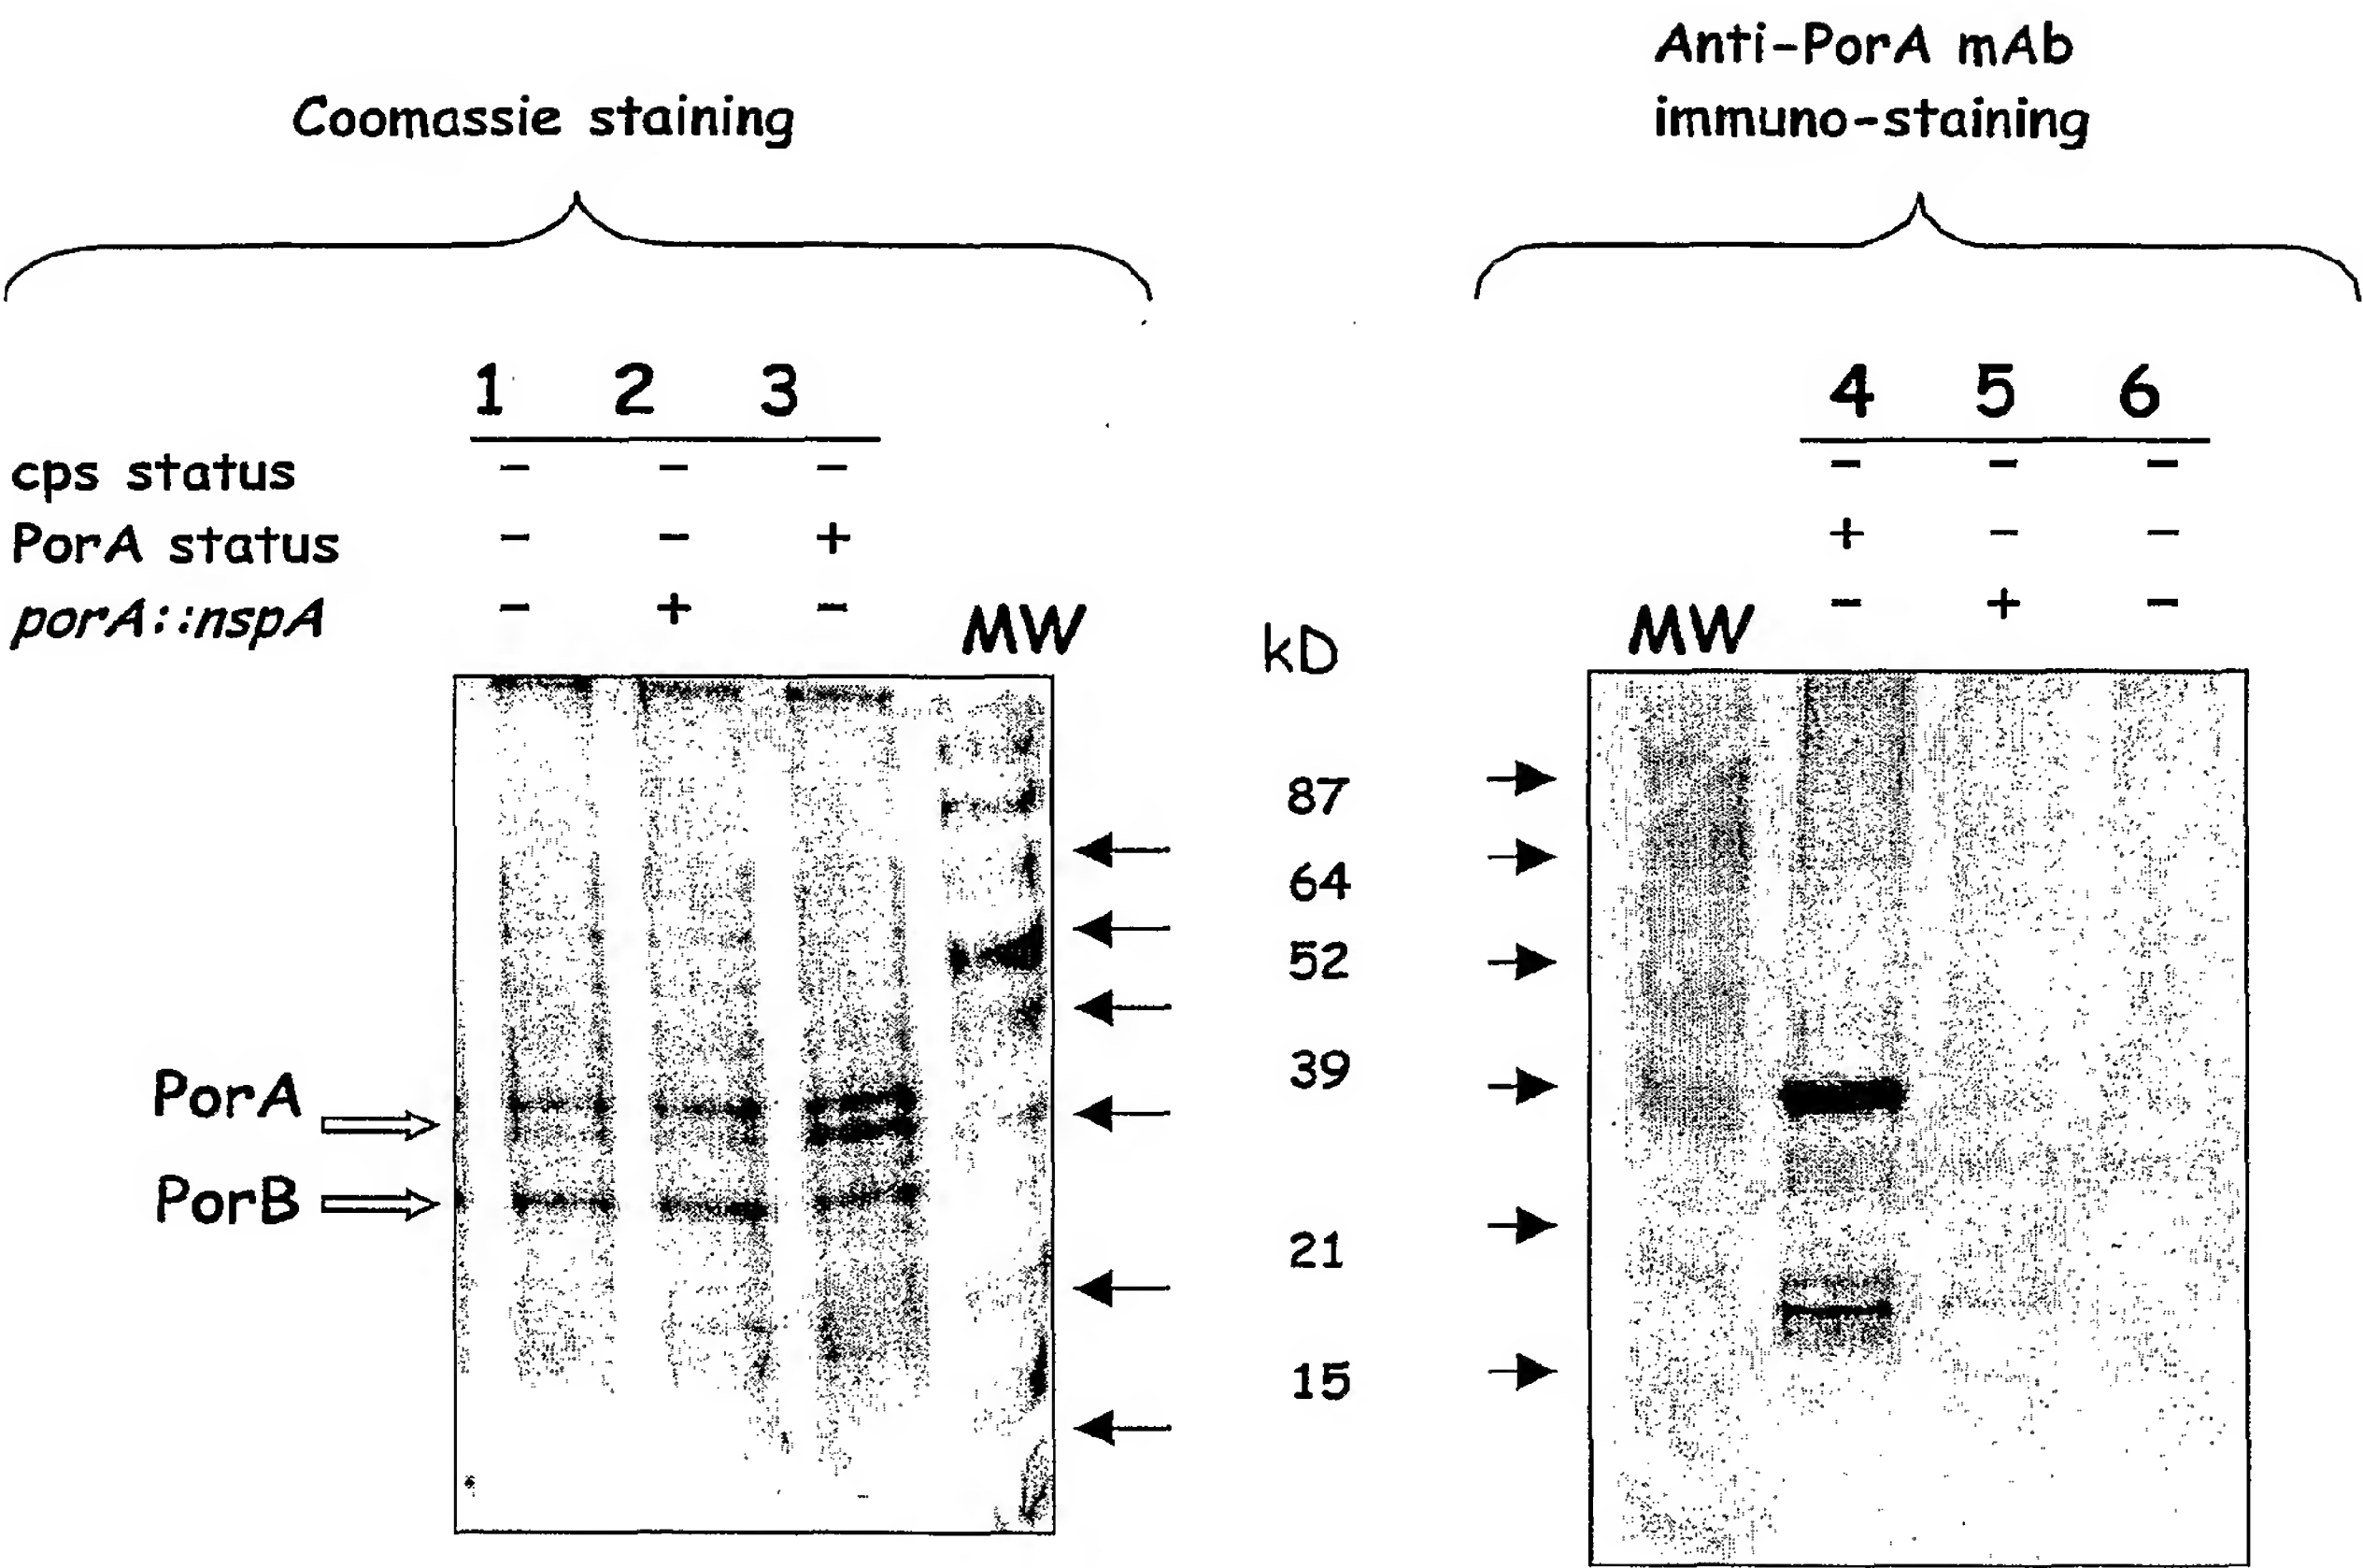 Coomassie staining
Anti-PorA mAb
immuno-staining
1 2 3
cps status - - -
PorA status - - +
porA::nspA - + -
MW
kD
4 5 6
- - -
+ - -
- + -
MW
87
64
52
39
21
15
PorA
PorB